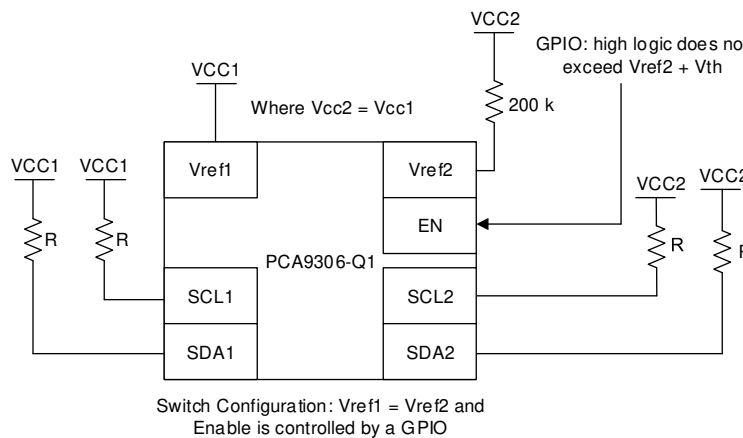 VCC2
GPIO: high logic does no
exceed Vref2 + Vth
VCC1
Where Vcc2 = Vcc1
200 k
VCC1
VCC1
Vref1
Vref2
VCC2
VCC2
EN
R
R
R
PCA9306-Q1
SCL1
SCL2
SDA1
SDA2
Switch Configuration: Vref1 = Vref2 and
Enable is controlled by a GPIO